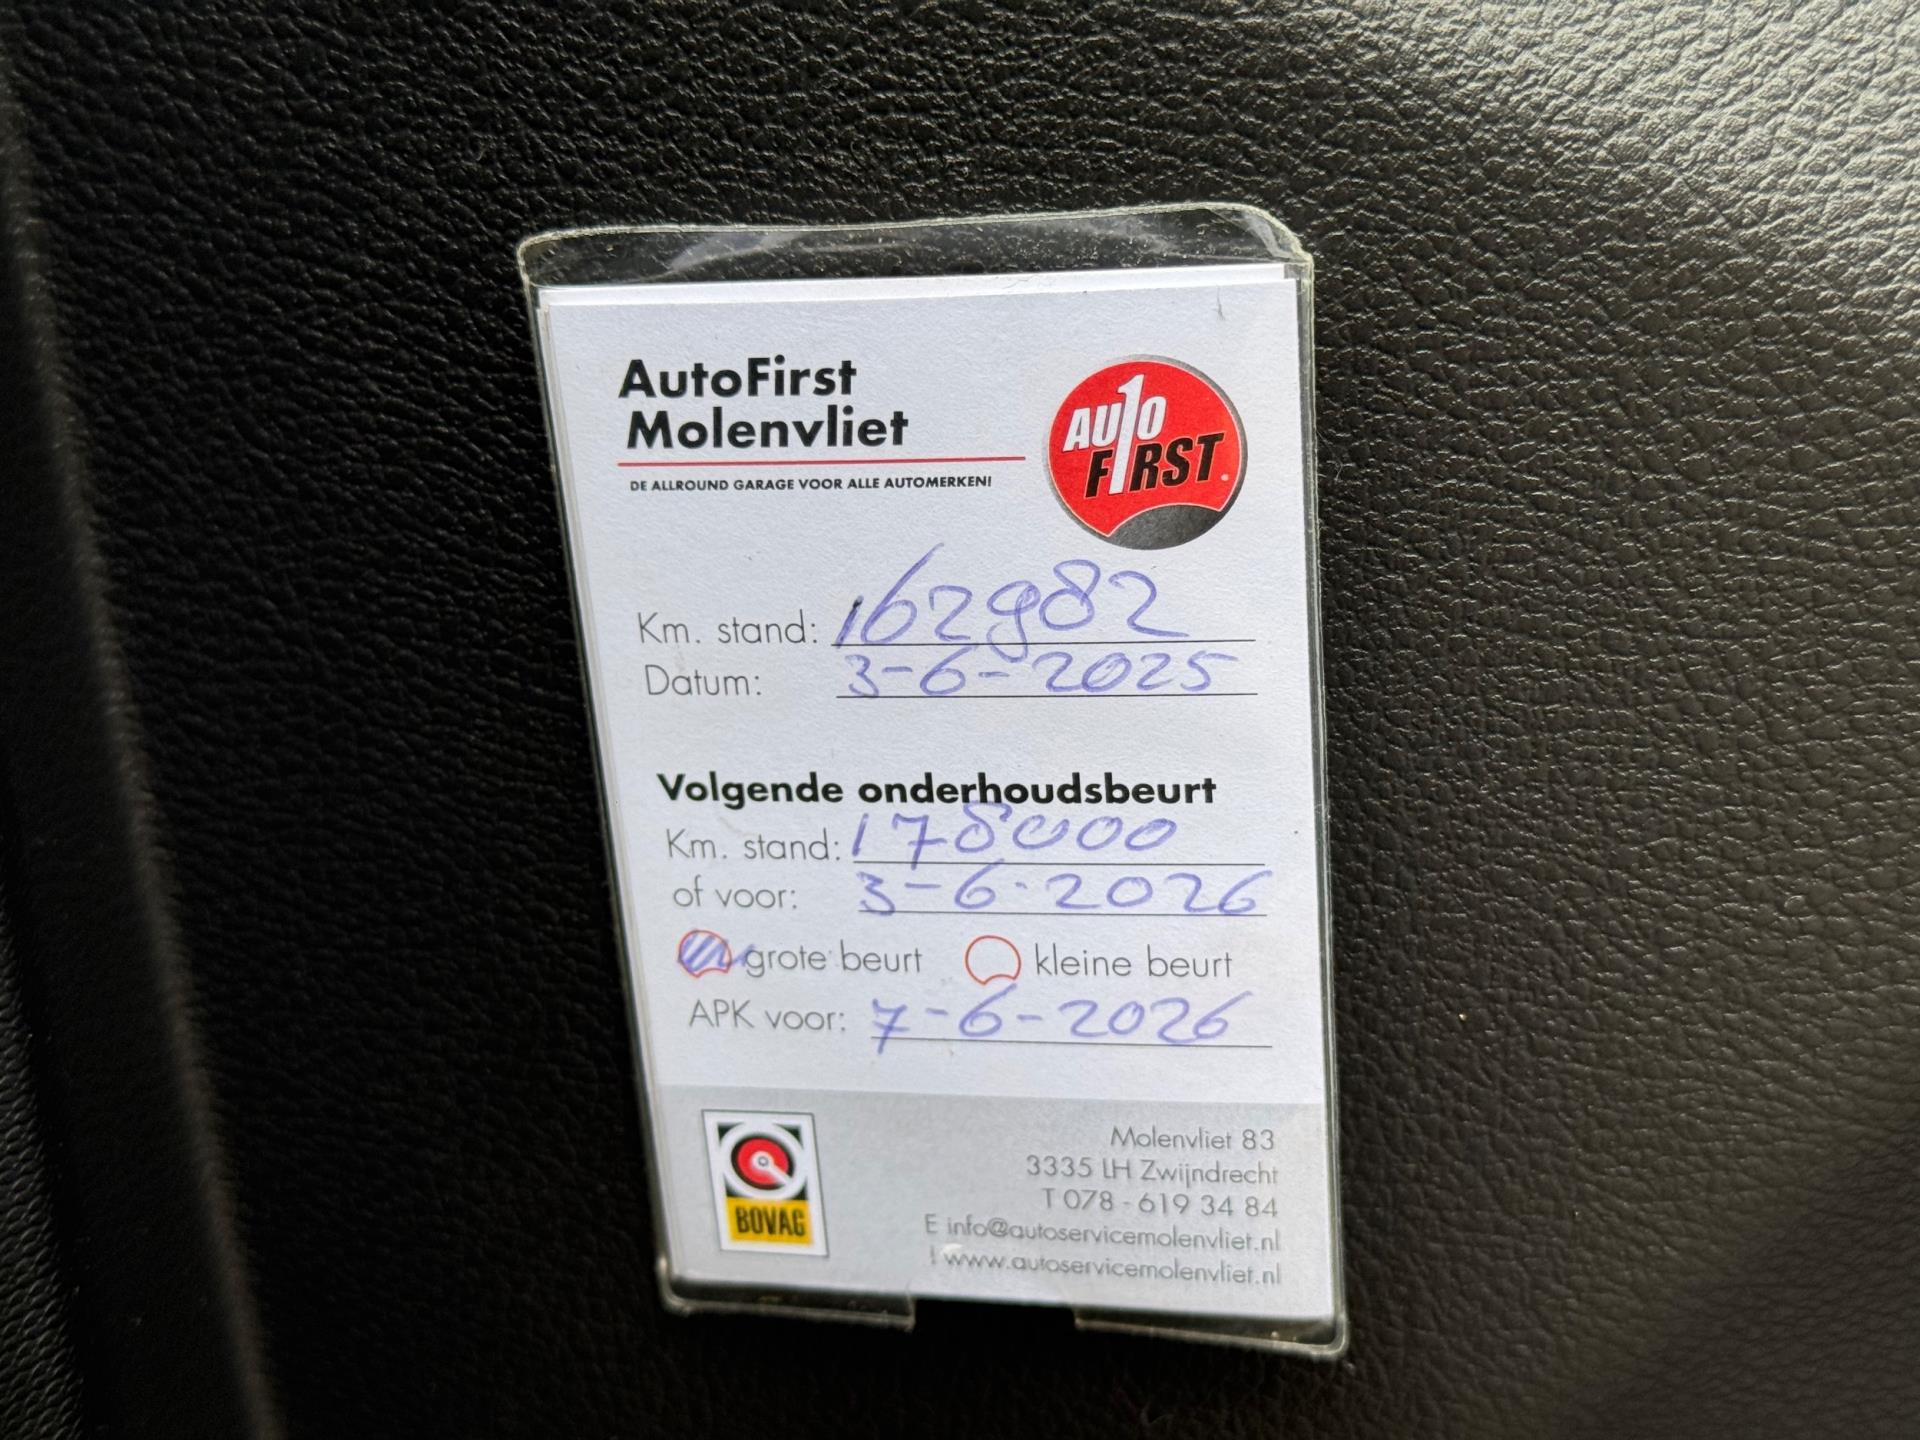 AutoFirst
Molenvliet
DE ALLROUND GARAGE VOOR ALLE AUTOMERKEN!
AUTO
FIRST
Km. stand: 162982
Datum: 3-6-2025
Volgende onderhoudsbeurt
Km. stand: 178000
of voor: 3-6-2026
grote beurt kleine beurt
APK voor: 7-6-2026
BOVAG
Molenvliet 83
3335 LH Zwijndrecht
T 078 - 619 34 84
E info@autoservicemolenvliet.nl
I www.autoservicemolenvliet.nl